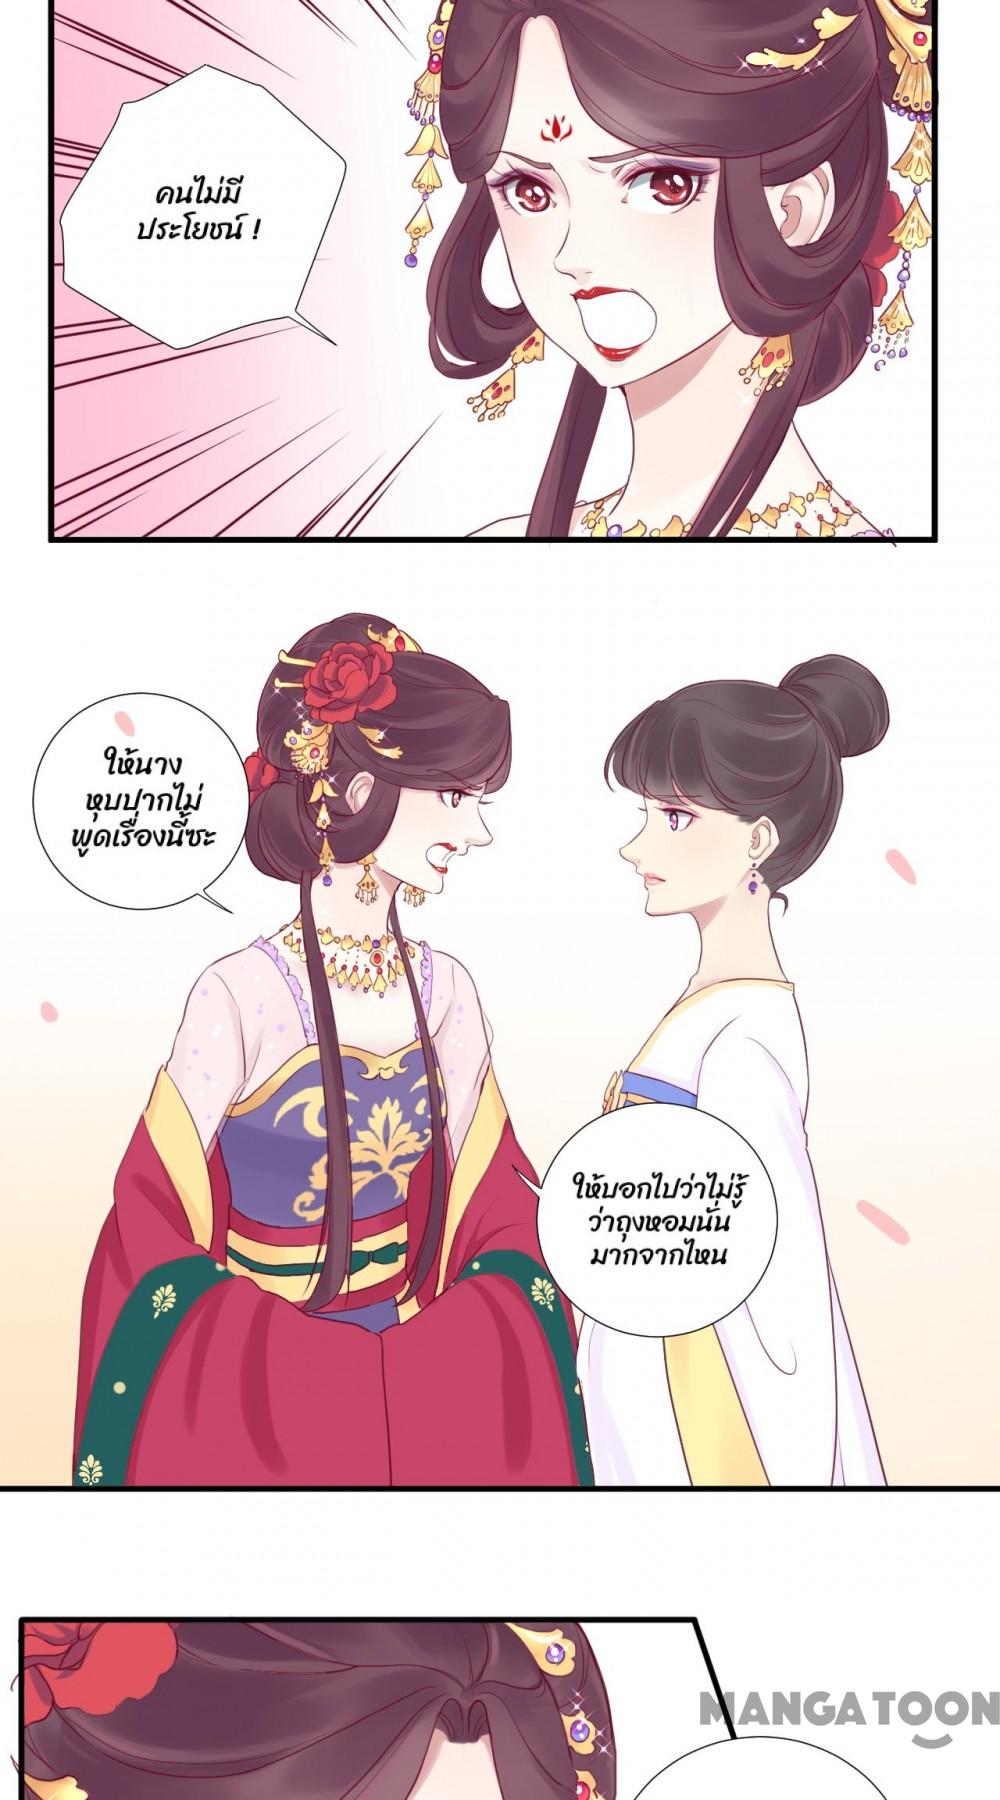 คนไม่มี
ประโยชน์ !
ให้นาง
หุบปากไม่
พูดเรื่องนี้ซะ
ให้บอกไปว่าไม่รู้
ว่าถุงหอมนั่น
มากจากไหน
MANGATOON